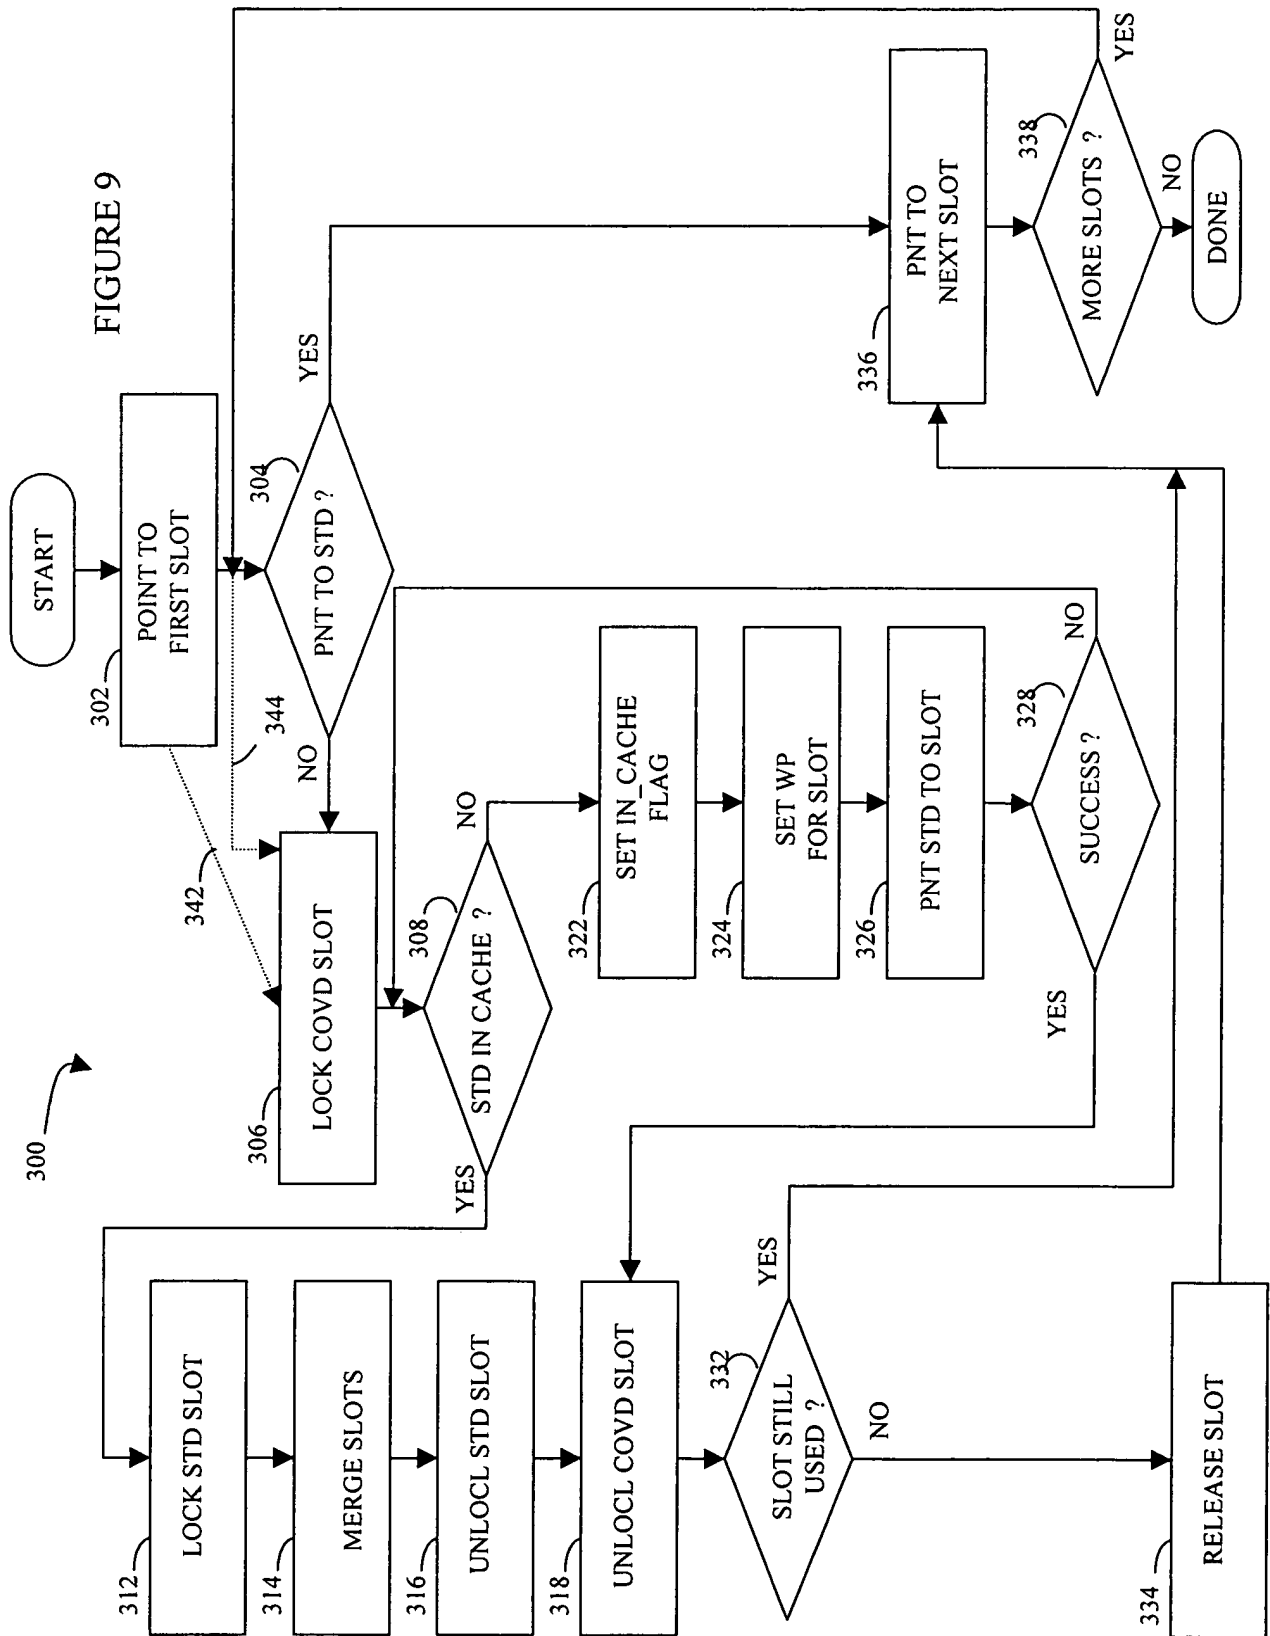 FIGURE 9
300
START
302
POINT TO
FIRST SLOT
342
344
304
PNT TO STD ?
YES
NO
306
LOCK COVD SLOT
308
STD IN CACHE ?
YES
NO
312
LOCK STD SLOT
314
MERGE SLOTS
316
UNLOCL STD SLOT
318
UNLOCL COVD SLOT
322
SET IN_CACHE
FLAG
324
SET WP
FOR SLOT
326
PNT STD TO SLOT
328
SUCCESS ?
YES
NO
332
SLOT STILL
USED ?
YES
NO
334
RELEASE SLOT
336
PNT TO
NEXT SLOT
338
MORE SLOTS ?
YES
NO
DONE